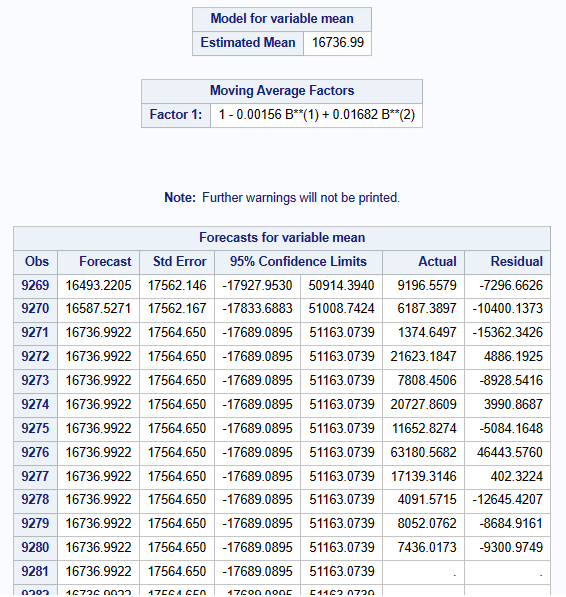 Model for variable mean
Estimated Mean 16736.99
Moving Average Factors
Factor 1: 1 - 0.00156 B**(1) + 0.01682 B**(2)
Note: Further warnings will not be printed.
Forecasts for variable mean
Obs Forecast Std Error 95% Confidence Limits Actual Residual
9269 16493.2205 17562.146 -17927.9530 50914.3940 9196.5579 -7296.6626
9270 16587.5271 17562.167 -17833.6883 51008.7424 6187.3897 -10400.1373
9271 16736.9922 17564.650 -17689.0895 51163.0739 1374.6497 -15362.3426
9272 16736.9922 17564.650 -17689.0895 51163.0739 21623.1847 4886.1925
9273 16736.9922 17564.650 -17689.0895 51163.0739 7808.4506 -8928.5416
9274 16736.9922 17564.650 -17689.0895 51163.0739 20727.8609 3990.8687
9275 16736.9922 17564.650 -17689.0895 51163.0739 11652.8274 -5084.1648
9276 16736.9922 17564.650 -17689.0895 51163.0739 63180.5682 46443.5760
9277 16736.9922 17564.650 -17689.0895 51163.0739 17139.3146 402.3224
9278 16736.9922 17564.650 -17689.0895 51163.0739 4091.5715 -12645.4207
9279 16736.9922 17564.650 -17689.0895 51163.0739 8052.0762 -8684.9161
9280 16736.9922 17564.650 -17689.0895 51163.0739 7436.0173 -9300.9749
9281 16736.9922 17564.650 -17689.0895 51163.0739 . .
9282 16736.9922 17564.650 -17689.0895 51163.0739